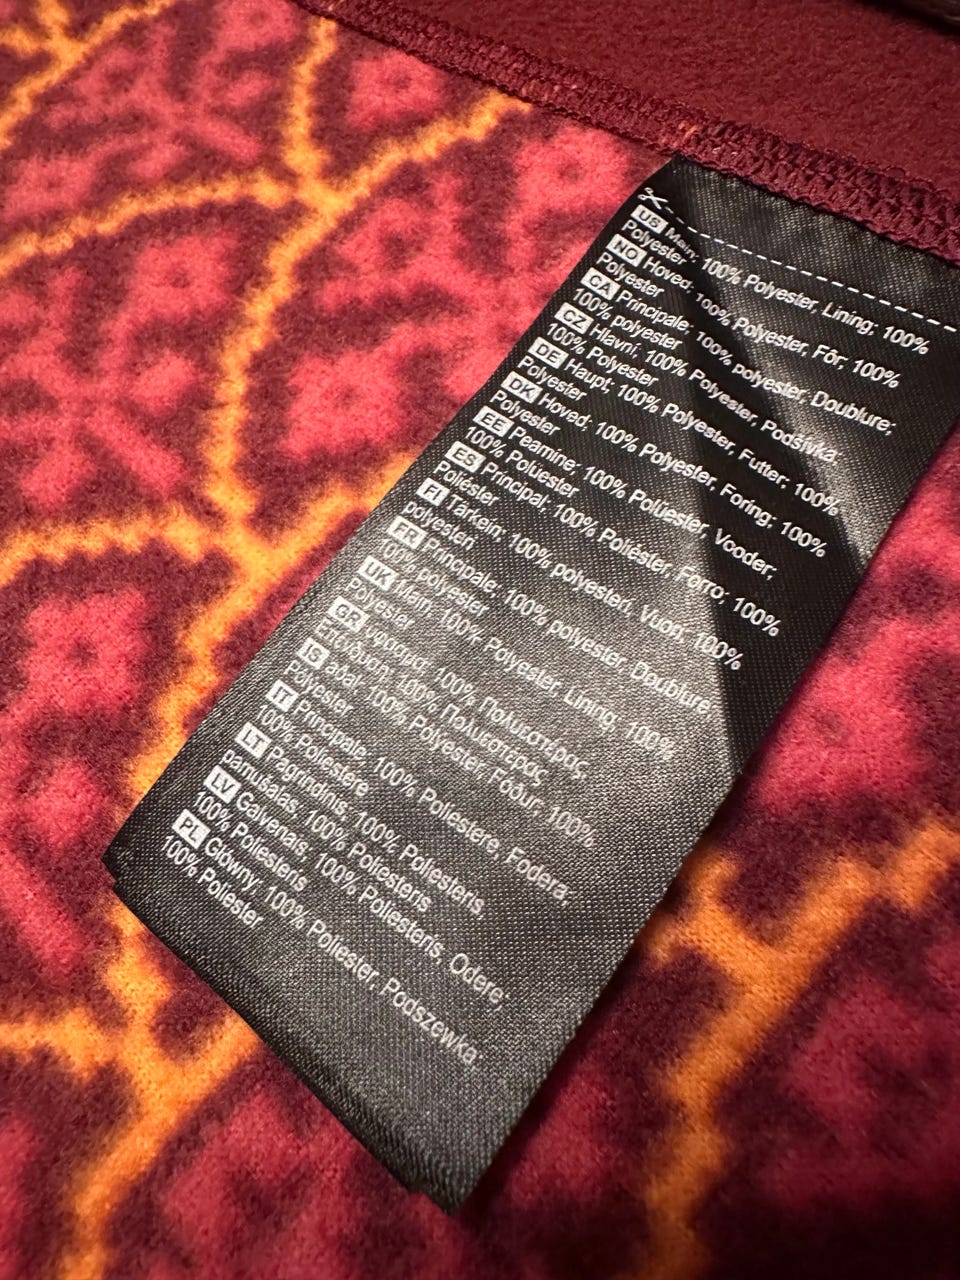 US Main; 100% Polyester, Lining; 100%
Polyester
NO Hoved; 100% Polyester, Fôr; 100%
Polyester
CA Principale; 100% polyester, Doublure;
100% polyester
CZ Hlavní, 100% Polyester, Podšívka;
100% Polyester
DE Haupt; 100% Polyester, Futter; 100%
Polyester
DK Hoved; 100% Polyester, Foring; 100%
Polyester
EE Peamine; 100% Polüester, Vooder;
100% Polüester
ES Principal; 100% Poliéster, Forro; 100%
Poliéster
FI Tärkein; 100% polyesteri, Vuori, 100%
polyesteri
FR Principale; 100% polyester, Doublure;
100% polyester
UK Main; 100% Polyester, Lining, 100%
Polyester
GR ύφασμα; 100% Πολυεστέρας,
Επένδυση; 100% Πολυεστέρας
IS aðal; 100% Polyester, Fóður, 100%
Polyester
IT Principale, 100% Poliestere, Fodera;
100% Poliestere
LT Pagrindinis, 100% Poliesteris,
pamušalas, 100% Poliesteris
LV Galvenais, 100% Poliesteris, Odere;
100% Poliesteris
PL Główny; 100% Poliester, Podszewka;
100% Poliester